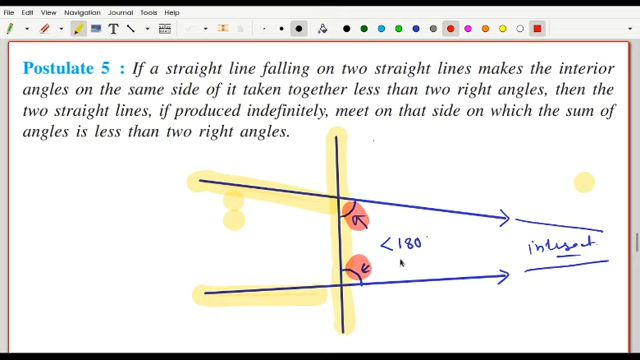 File Edit View Journal Tools Help
Postulate 5 : If a straight line falling on two straight lines makes the interior
angles on the same side of it taken together less than two right angles, then the
two straight lines, if produced indefinitely, meet on that side on which the sum of
angles is less than two right angles.
< 180
intersect